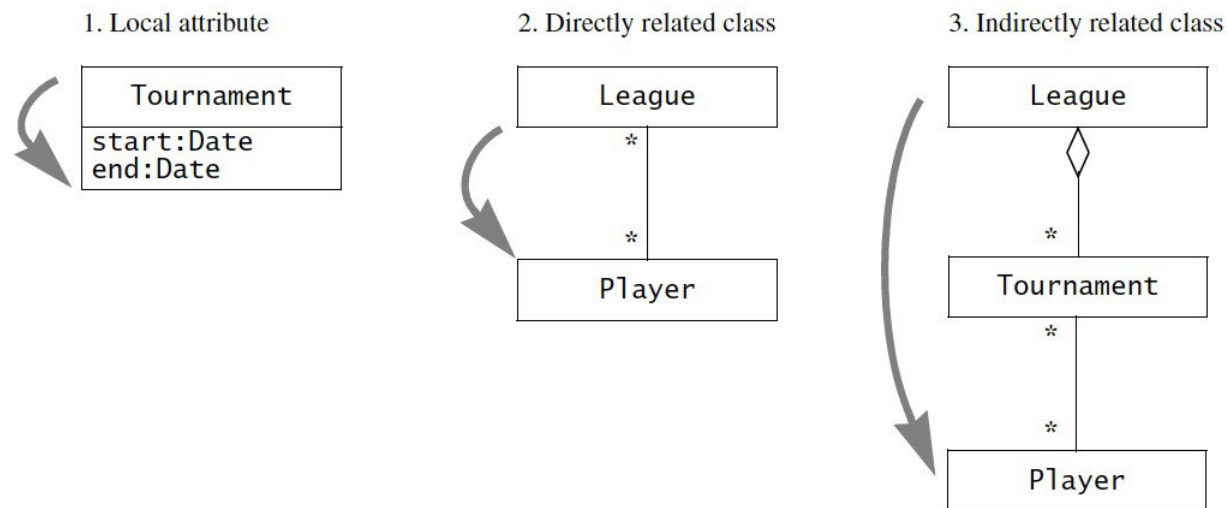 1. Local attribute
Tournament
start:Date
end:Date
2. Directly related class
League
*
*
Player
3. Indirectly related class
League
*
Tournament
*
*
Player